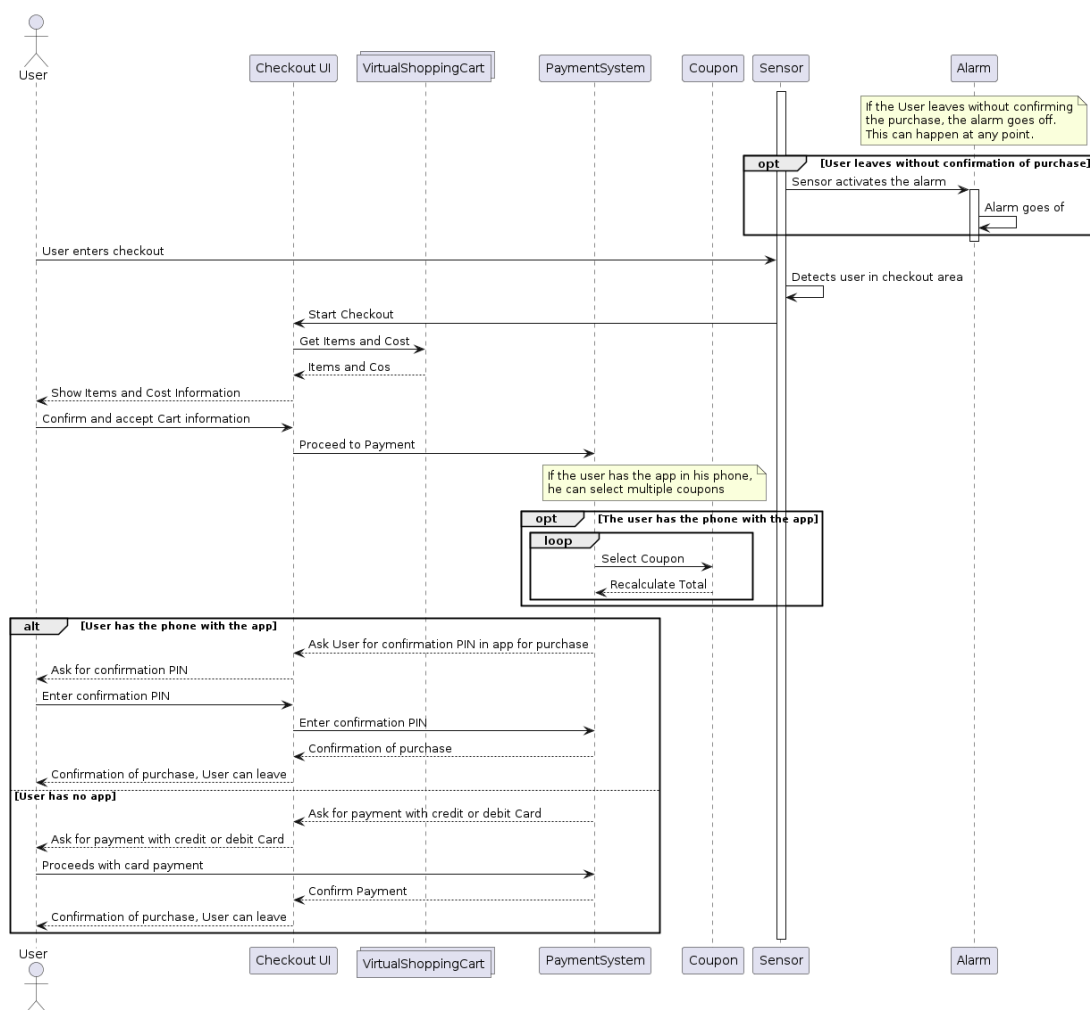 User
Checkout UI
VirtualShoppingCart
PaymentSystem
Coupon
Sensor
Alarm
If the User leaves without confirming
the purchase, the alarm goes off.
This can happen at any point.
opt
[User leaves without confirmation of purchase]
Sensor activates the alarm
Alarm goes of
User enters checkout
Detects user in checkout area
Start Checkout
Get Items and Cost
Items and Cos
Show Items and Cost Information
Confirm and accept Cart information
Proceed to Payment
If the user has the app in his phone,
he can select multiple coupons
opt
[The user has the phone with the app]
loop
Select Coupon
Recalculate Total
alt
[User has the phone with the app]
Ask User for confirmation PIN in app for purchase
Ask for confirmation PIN
Enter confirmation PIN
Enter confirmation PIN
Confirmation of purchase
Confirmation of purchase, User can leave
[User has no app]
Ask for payment with credit or debit Card
Ask for payment with credit or debit Card
Proceeds with card payment
Confirm Payment
Confirmation of purchase, User can leave
User
Checkout UI
VirtualShoppingCart
PaymentSystem
Coupon
Sensor
Alarm